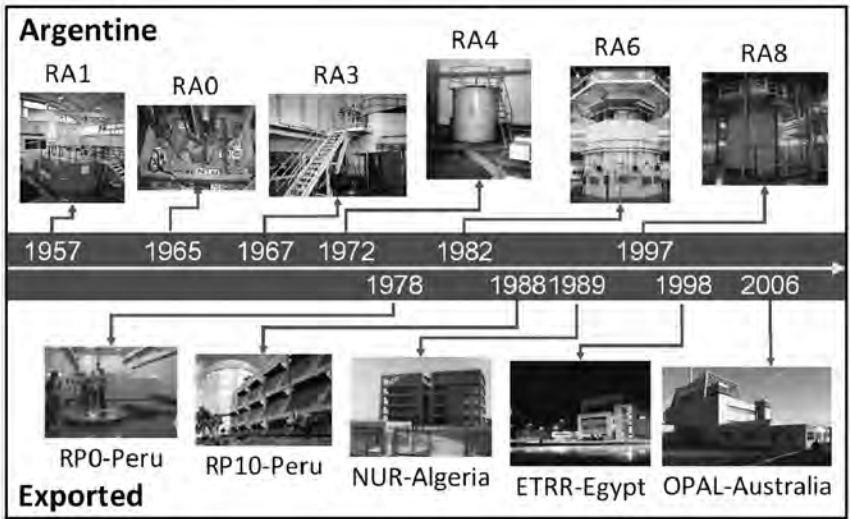 Argentine
RA1
RA0
RA3
RA4
RA6
RA8
1957
1965
1967
1972
1982
1997
1978
1988
1989
1998
2006
RP0-Peru
RP10-Peru
NUR-Algeria
ETRR-Egypt
OPAL-Australia
Exported